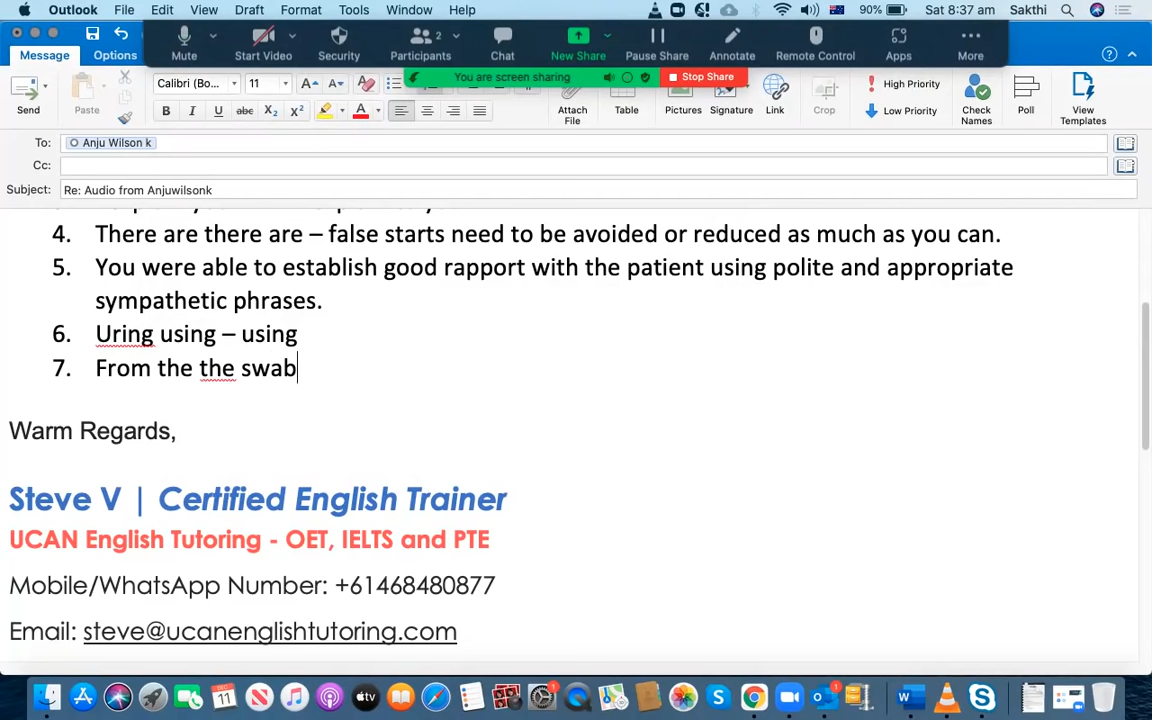 Outlook File Edit View Draft Format Tools Window Help 90% Sat 8:37 am Sakthi
Mute Start Video Security Participants 2 Chat New Share Pause Share Annotate Remote Control Apps More
Message Options
You are screen sharing Stop Share
Send Paste Calibri (Bo... 11 Attach File Table Pictures Signature Link Crop High Priority Low Priority Check Names Poll View Templates
B I U abc X2 X2 A
To: Anju Wilson k
Cc:
Subject: Re: Audio from Anjuwilsonk
4. There are there are – false starts need to be avoided or reduced as much as you can.
5. You were able to establish good rapport with the patient using polite and appropriate
sympathetic phrases.
6. Uring using – using
7. From the the swab
Warm Regards,
Steve V | Certified English Trainer
UCAN English Tutoring - OET, IELTS and PTE
Mobile/WhatsApp Number: +61468480877
Email: steve@ucanenglishtutoring.com